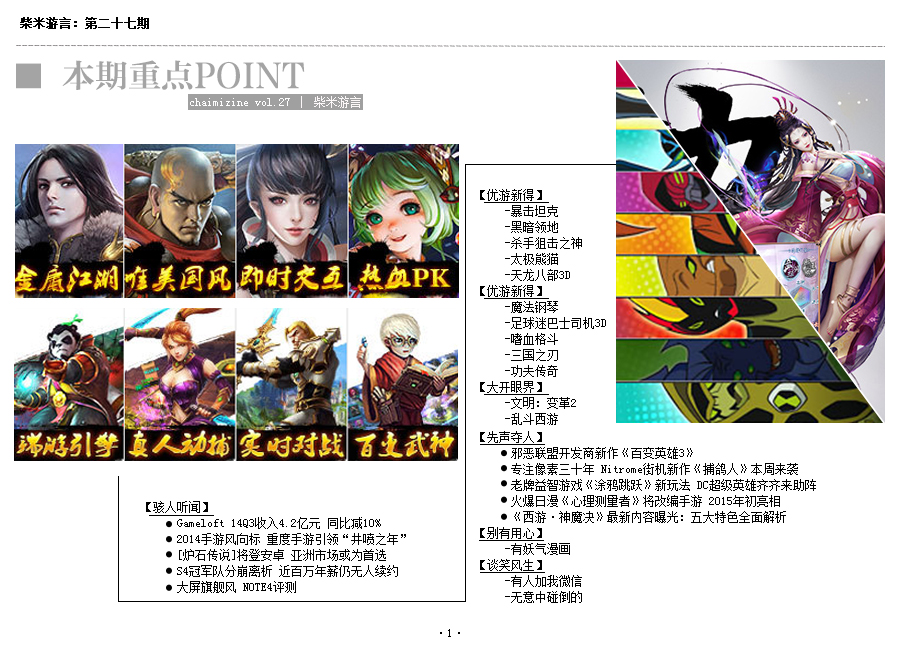 柴米游言：第二十七期
本期重点POINT
chaimizine vol.27 | 柴米游言
金庸江湖
唯美国风
即时交互
热血PK
端游引擎
真人动捕
实时对战
百变武神
【骇人听闻】
●Gameloft 14Q3收入4.2亿元 同比减10%
●2014手游风向标 重度手游引领“井喷之年”
●[炉石传说]将登安卓 亚洲市场或为首选
●S4冠军队分崩离析 近百万年薪仍无人续约
●大屏旗舰风 NOTE4评测
【优游新得】
-暴击坦克
-黑暗领地
-杀手狙击之神
-太极熊猫
-天龙八部3D
【优游新得】
-魔法钢琴
-足球迷巴士司机3D
-嗜血格斗
-三国之刃
-功夫传奇
【大开眼界】
-文明：变革2
-乱斗西游
【先声夺人】
●邪恶联盟开发商新作《百变英雄3》
●专注像素三十年 Nitrome街机新作《捕鸽人》本周来袭
●老牌益智游戏《涂鸦跳跃》新玩法 DC超级英雄齐齐来助阵
●火爆日漫《心理测量者》将改编手游 2015年初亮相
●《西游·神魔决》最新内容曝光：五大特色全面解析
【别有用心】
-有妖气漫画
【谈笑风生】
-有人加我微信
-无意中碰倒的
·1·